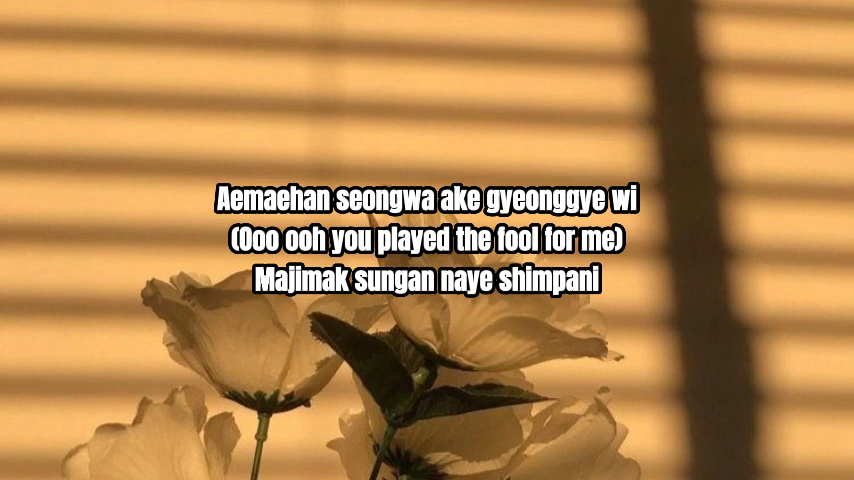 Aemaehan seongwa ake gyeonggye wi
(Ooo ooh you played the fool for me)
Majimak sungan naye shimpani